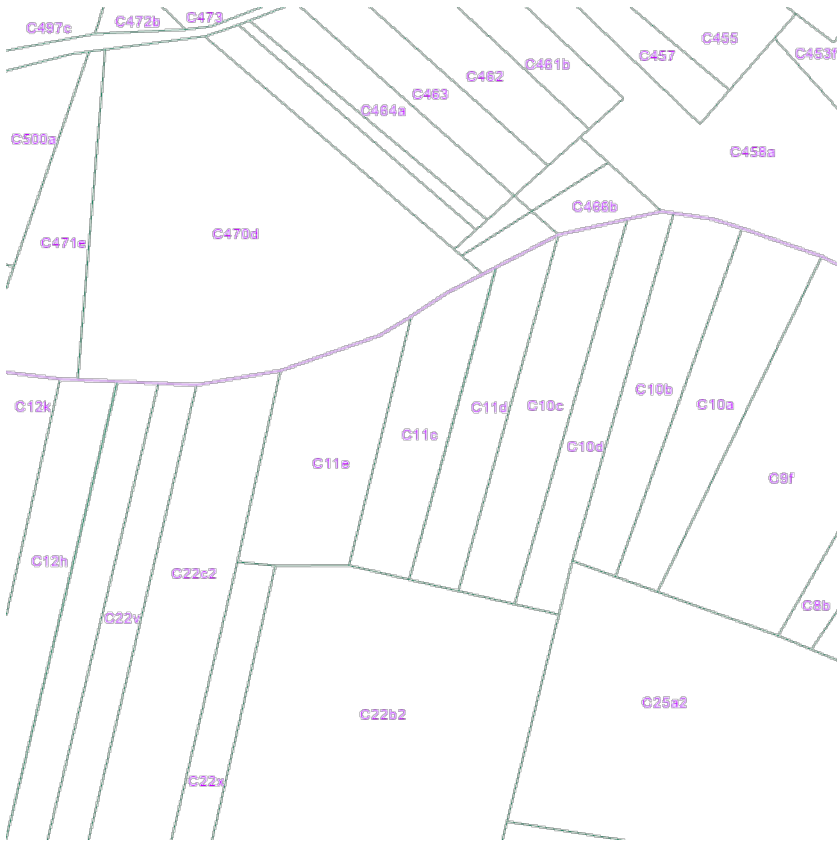 C473
C472b
C497c
C455
C453f
C457
C461b
C462
C463
C464a
C500a
C458a
C466b
C470d
C471e
C10b
C10a
C10c
C11d
C12k
C11c
C10d
C11e
C9f
C12h
C22c2
C8b
C22v
C25a2
C22b2
C22x